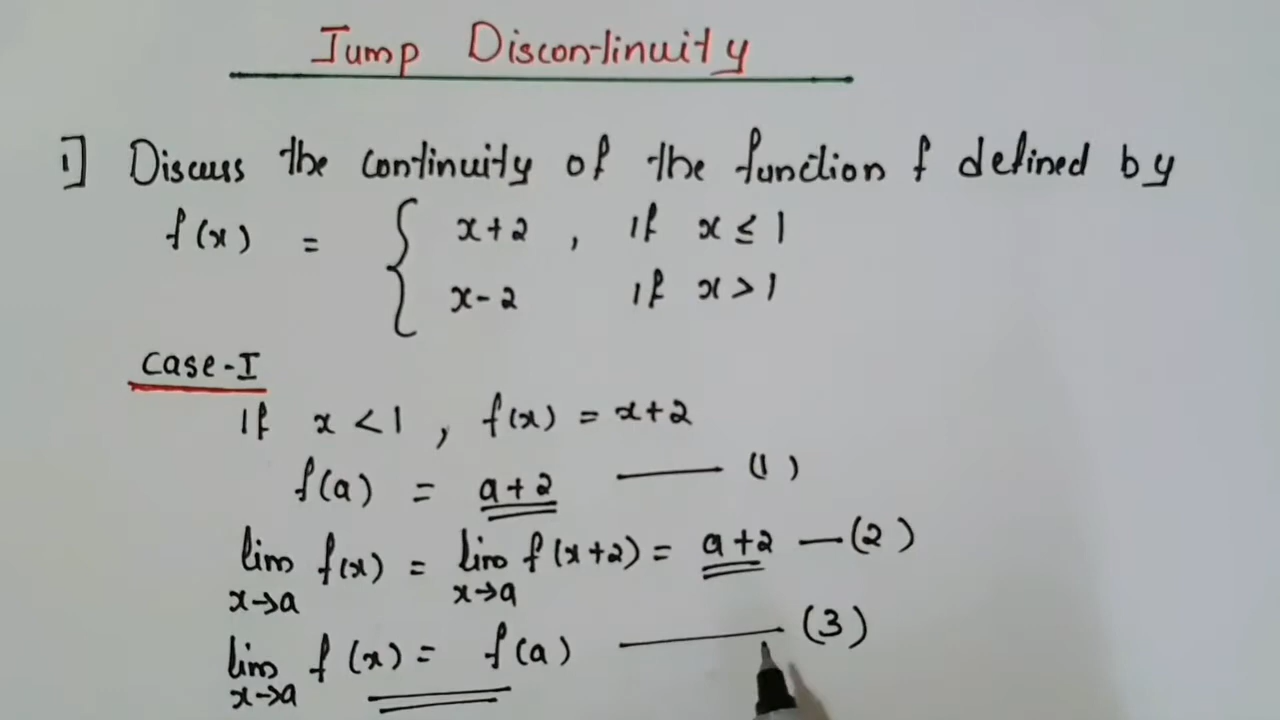 Jump Discontinuity
1] Discuss the continuity of the function f defined by
f(x) = { x+2 , if x ≤ 1
x-2 if x > 1
Case-I
If x < 1 , f(x) = x+2
f(a) = a+2 —— (1)
lim x→a f(x) = lim x→a f(x+2) = a+2 — (2)
lim x→a f(x) = f(a) —— (3)